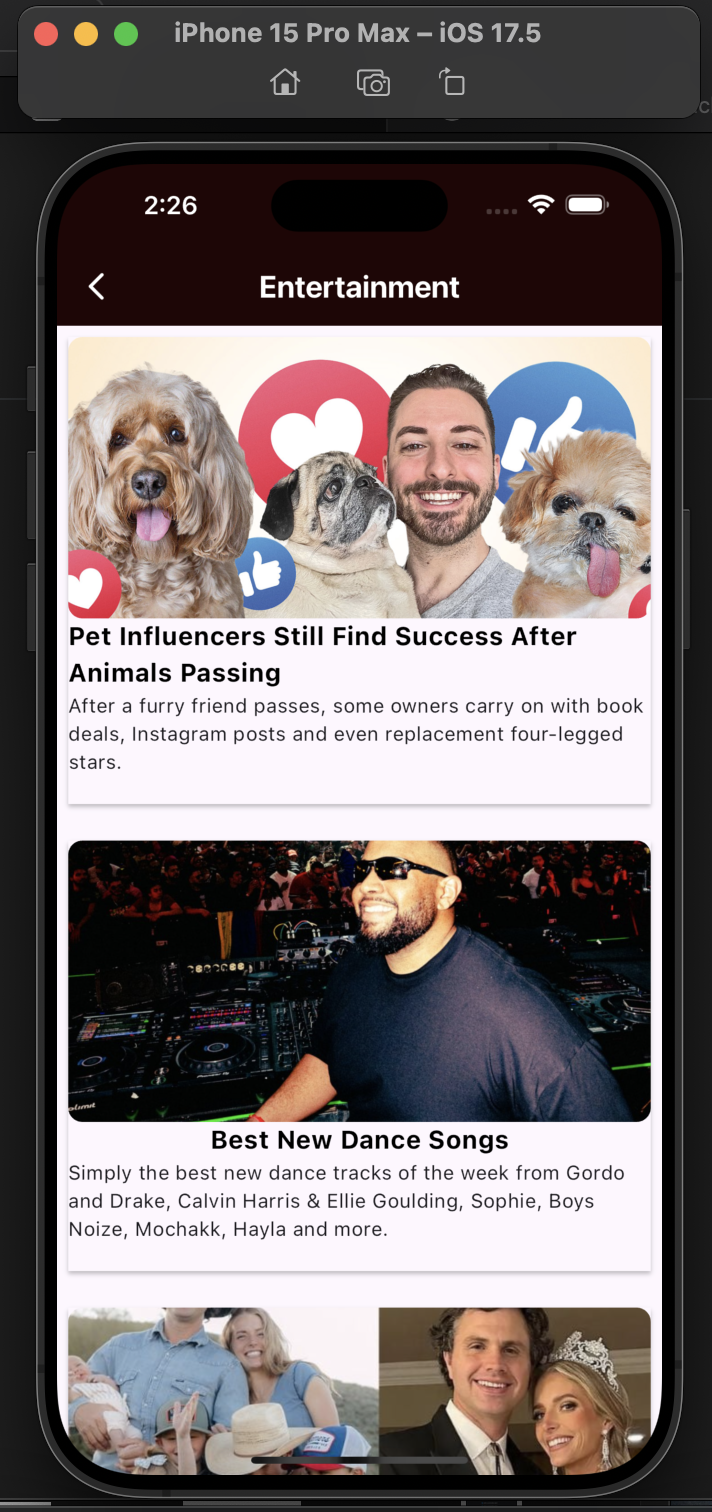 iPhone 15 Pro Max – iOS 17.5
2:26
Entertainment
Pet Influencers Still Find Success After
Animals Passing
After a furry friend passes, some owners carry on with book
deals, Instagram posts and even replacement four-legged
stars.
Best New Dance Songs
Simply the best new dance tracks of the week from Gordo
and Drake, Calvin Harris & Ellie Goulding, Sophie, Boys
Noize, Mochakk, Hayla and more.